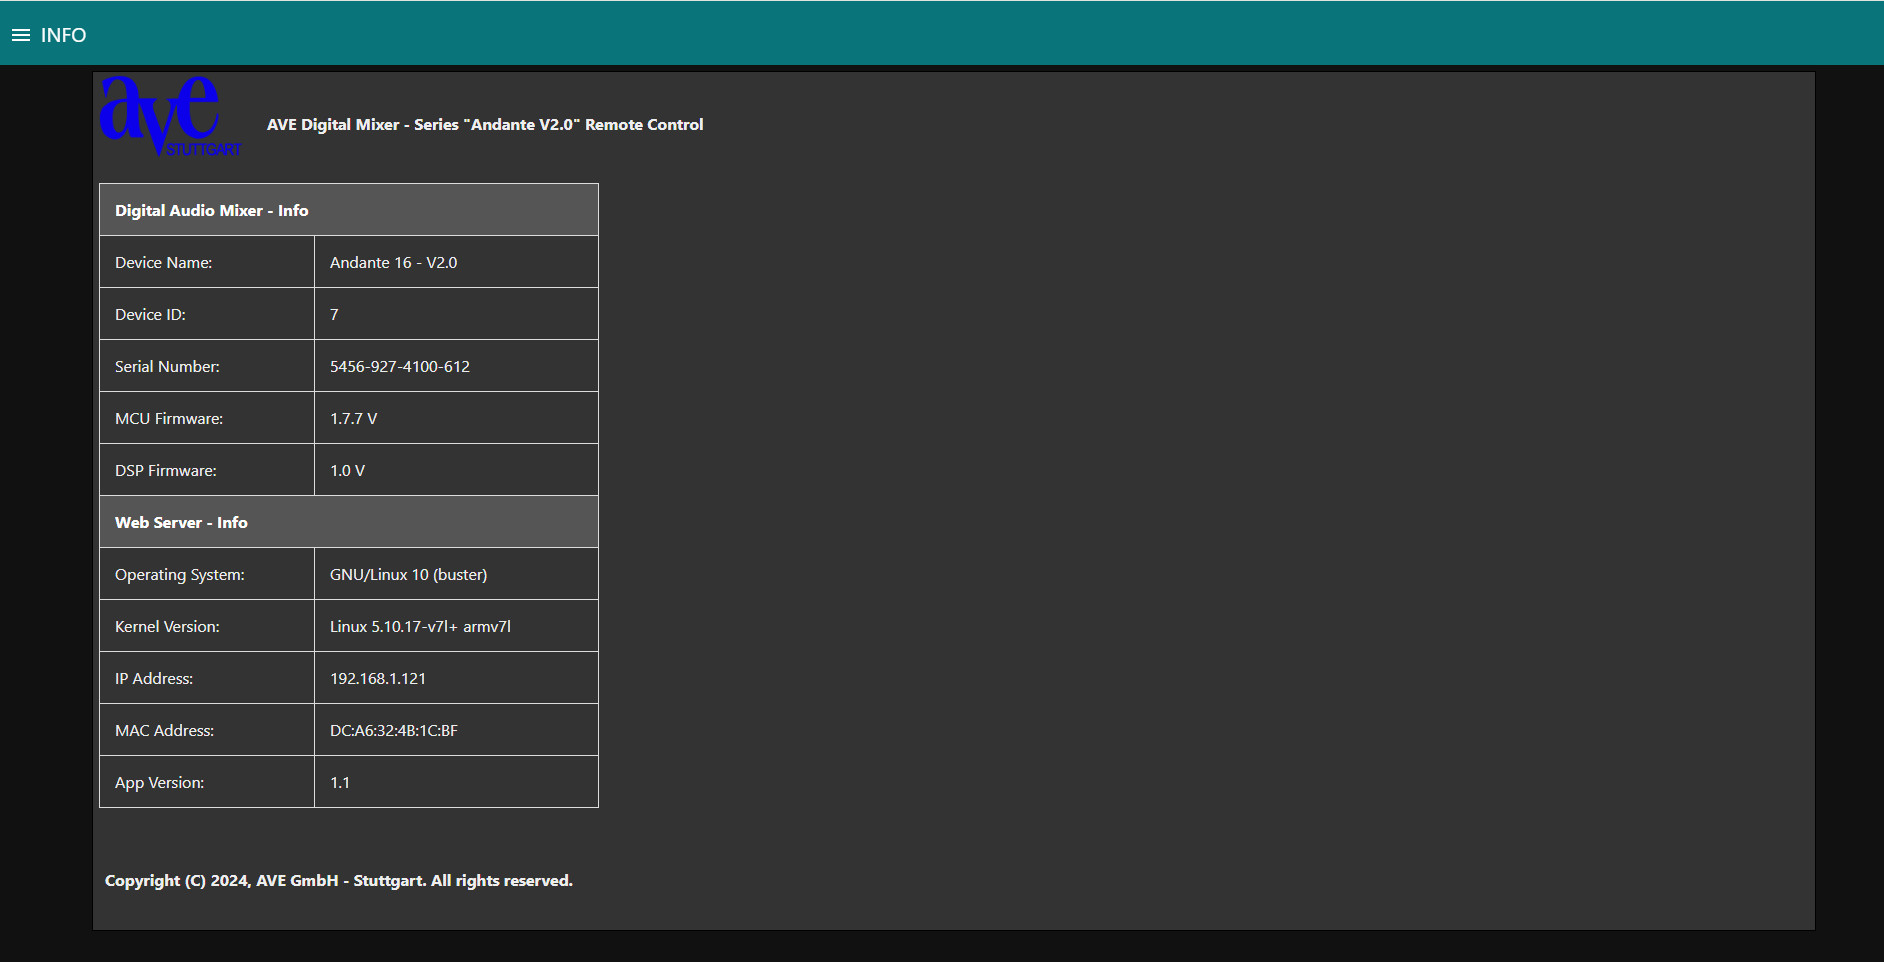 INFO
ave
STUTTGART
AVE Digital Mixer - Series "Andante V2.0" Remote Control
Digital Audio Mixer - Info
Device Name: Andante 16 - V2.0
Device ID: 7
Serial Number: 5456-927-4100-612
MCU Firmware: 1.7.7 V
DSP Firmware: 1.0 V
Web Server - Info
Operating System: GNU/Linux 10 (buster)
Kernel Version: Linux 5.10.17-v7l+ armv7l
IP Address: 192.168.1.121
MAC Address: DC:A6:32:4B:1C:BF
App Version: 1.1
Copyright (C) 2024, AVE GmbH - Stuttgart. All rights reserved.